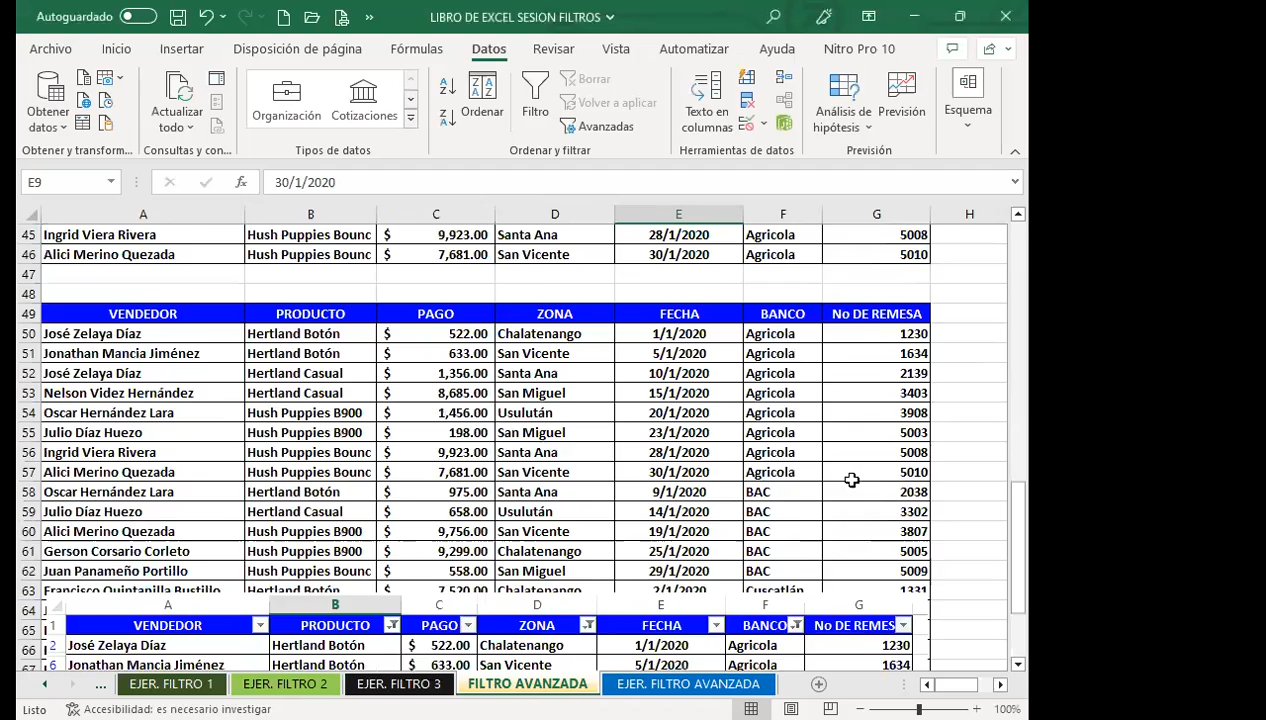 Autoguardado LIBRO DE EXCEL SESION FILTROS
Archivo Inicio Insertar Disposición de página Fórmulas Datos Revisar Vista Automatizar Ayuda Nitro Pro 10
Obtener datos
Actualizar todo
Organización Cotizaciones
Ordenar
Filtro
Borrar
Volver a aplicar
Avanzadas
Texto en columnas
Análisis de hipótesis
Previsión
Esquema
Obtener y transform... Consultas y con... Tipos de datos Ordenar y filtrar Herramientas de datos Previsión
E9 fx 30/1/2020
A B C D E F G H
45 Ingrid Viera Rivera Hush Puppies Bounc $ 9,923.00 Santa Ana 28/1/2020 Agricola 5008
46 Alici Merino Quezada Hush Puppies Bounc $ 7,681.00 San Vicente 30/1/2020 Agricola 5010
47
48
49 VENDEDOR PRODUCTO PAGO ZONA FECHA BANCO No DE REMESA
50 José Zelaya Díaz Hertland Botón $ 522.00 Chalatenango 1/1/2020 Agricola 1230
51 Jonathan Mancia Jiménez Hertland Botón $ 633.00 San Vicente 5/1/2020 Agricola 1634
52 José Zelaya Díaz Hertland Casual $ 1,356.00 Santa Ana 10/1/2020 Agricola 2139
53 Nelson Videz Hernández Hertland Casual $ 8,685.00 San Miguel 15/1/2020 Agricola 3403
54 Oscar Hernández Lara Hush Puppies B900 $ 1,456.00 Usulután 20/1/2020 Agricola 3908
55 Julio Díaz Huezo Hush Puppies B900 $ 198.00 San Miguel 23/1/2020 Agricola 5003
56 Ingrid Viera Rivera Hush Puppies Bounc $ 9,923.00 Santa Ana 28/1/2020 Agricola 5008
57 Alici Merino Quezada Hush Puppies Bounc $ 7,681.00 San Vicente 30/1/2020 Agricola 5010
58 Oscar Hernández Lara Hertland Botón $ 975.00 Santa Ana 9/1/2020 BAC 2038
59 Julio Díaz Huezo Hertland Casual $ 658.00 Usulután 14/1/2020 BAC 3302
60 Alici Merino Quezada Hush Puppies B900 $ 9,756.00 San Vicente 19/1/2020 BAC 3807
61 Gerson Corsario Corleto Hush Puppies B900 $ 9,299.00 Chalatenango 25/1/2020 BAC 5005
62 Juan Panameño Portillo Hush Puppies Bounc $ 558.00 San Miguel 29/1/2020 BAC 5009
63 Francisco Quintanilla Bustillo Hertland Botón $ 7,520.00 Chalatenango 2/1/2020 Cuscatlán 1331
64 A B C D E F G
65 1 VENDEDOR PRODUCTO PAGO ZONA FECHA BANCO No DE REMES
66 2 José Zelaya Díaz Hertland Botón $ 522.00 Chalatenango 1/1/2020 Agricola 1230
67 6 Jonathan Mancia Jiménez Hertland Botón $ 633.00 San Vicente 5/1/2020 Agricola 1634
... EJER. FILTRO 1 EJER. FILTRO 2 EJER. FILTRO 3 FILTRO AVANZADA EJER. FILTRO AVANZADA
Listo Accesibilidad: es necesario investigar 100%